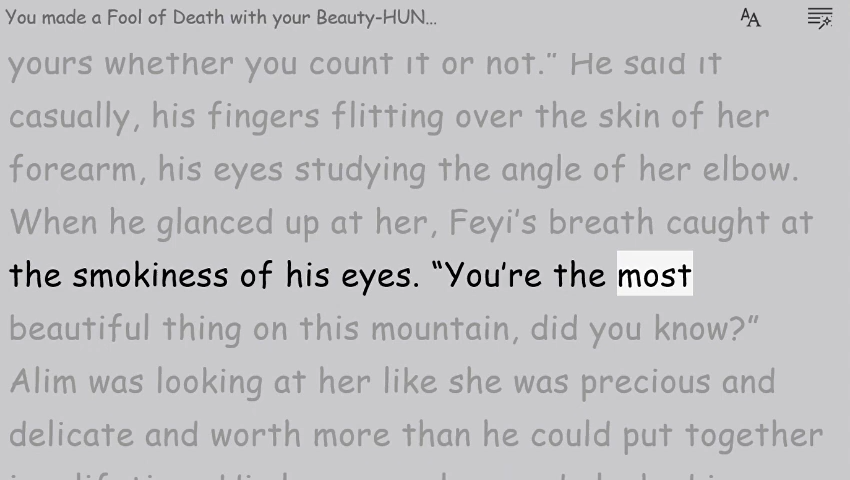 You made a Fool of Death with your Beauty-HUN...
AA
yours whether you count it or not.” He said it
casually, his fingers flitting over the skin of her
forearm, his eyes studying the angle of her elbow.
When he glanced up at her, Feyi’s breath caught at
the smokiness of his eyes. “You’re the most
beautiful thing on this mountain, did you know?”
Alim was looking at her like she was precious and
delicate and worth more than he could put together